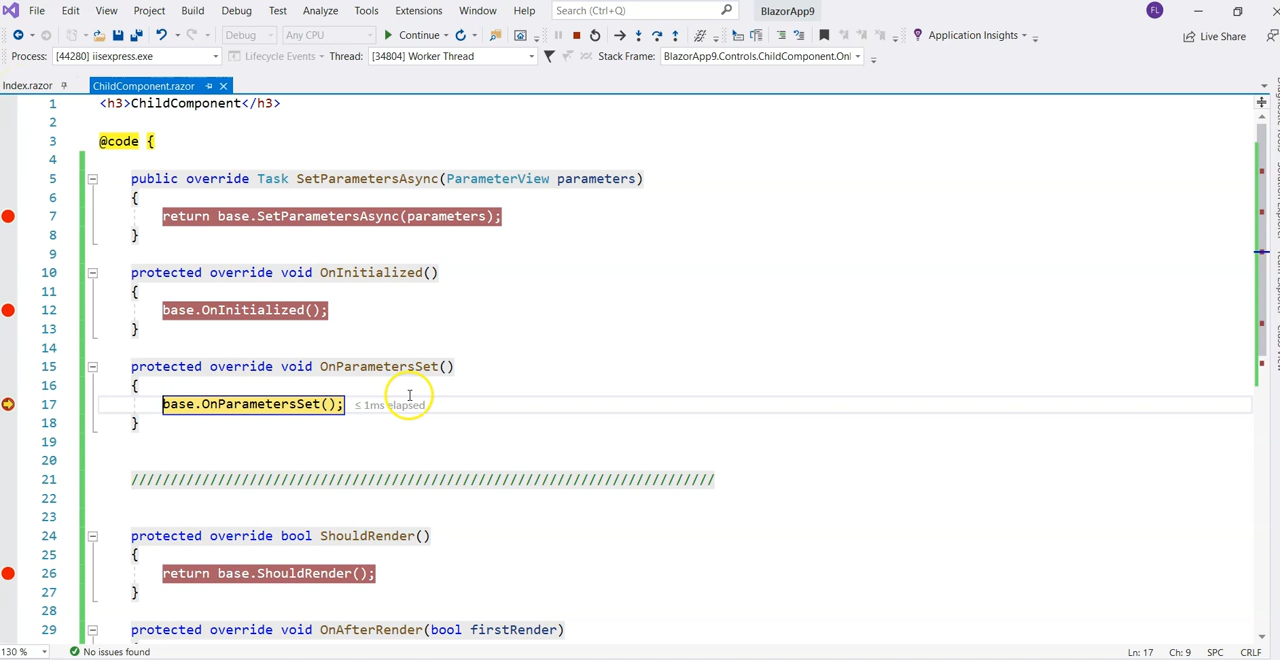 File Edit View Project Build Debug Test Analyze Tools Extensions Window Help Search (Ctrl+Q) BlazorApp9 FL
Debug Any CPU Continue Application Insights Live Share
Process: [44280] iisexpress.exe Lifecycle Events Thread: [34804] Worker Thread Stack Frame: BlazorApp9.Controls.ChildComponent.OnI
Index.razor ChildComponent.razor
1 <h3>ChildComponent</h3>
2
3 @code {
4
5 public override Task SetParametersAsync(ParameterView parameters)
6 {
7 return base.SetParametersAsync(parameters);
8 }
9
10 protected override void OnInitialized()
11 {
12 base.OnInitialized();
13 }
14
15 protected override void OnParametersSet()
16 {
17 base.OnParametersSet(); ≤ 1ms elapsed
18 }
19
20
21 //////////////////////////////////////////////////////////////////////////
22
23
24 protected override bool ShouldRender()
25 {
26 return base.ShouldRender();
27 }
28
29 protected override void OnAfterRender(bool firstRender)
130 % No issues found Ln: 17 Ch: 9 SPC CRLF